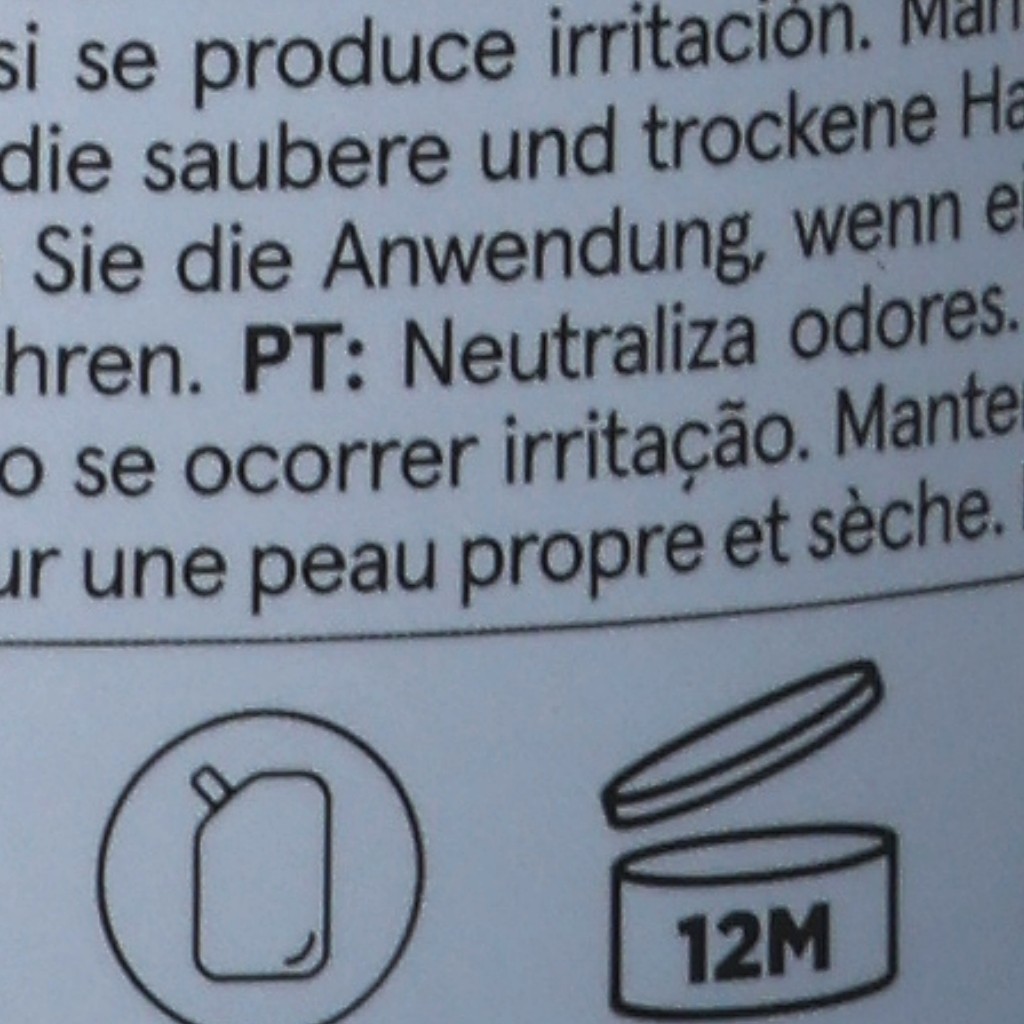 si se produce irritación.
die saubere und trockene
Sie die Anwendung, wenn
hren. PT: Neutraliza odores.
o se ocorrer irritação. Manter
ur une peau propre et sèche.
12M